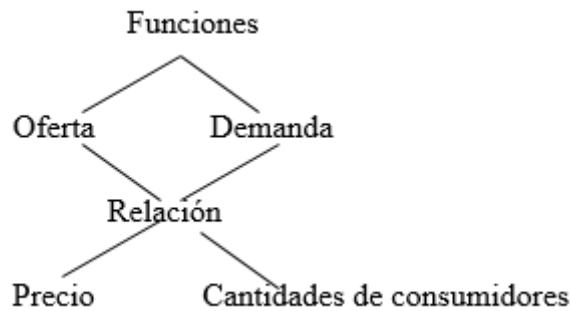 Funciones
Oferta Demanda
Relación
Precio Cantidades de consumidores